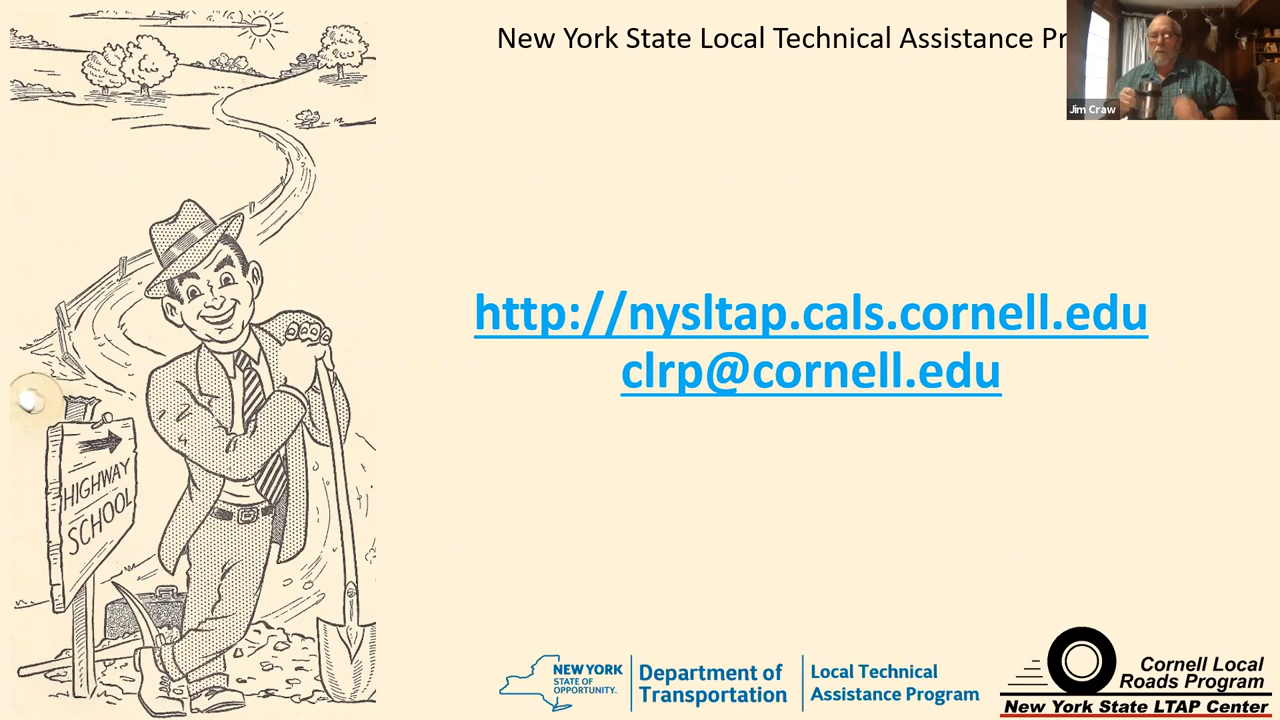 New York State Local Technical Assistance Pr
Jim Craw
http://nysltap.cals.cornell.edu
clrp@cornell.edu
HIGHWAY
SCHOOL
NEW YORK
STATE OF
OPPORTUNITY.
Department of
Transportation
Local Technical
Assistance Program
Cornell Local
Roads Program
New York State LTAP Center